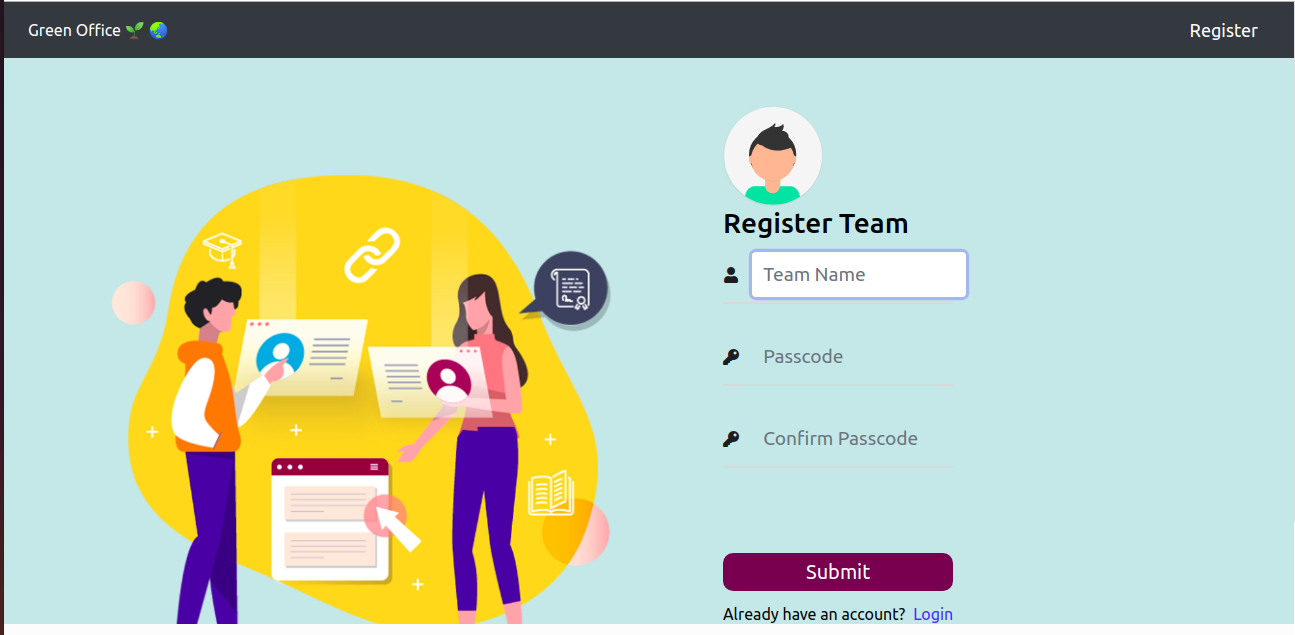 Green Office 🌱 🌏
Register
Register Team
Team Name
Passcode
Confirm Passcode
Submit
Already have an account? Login